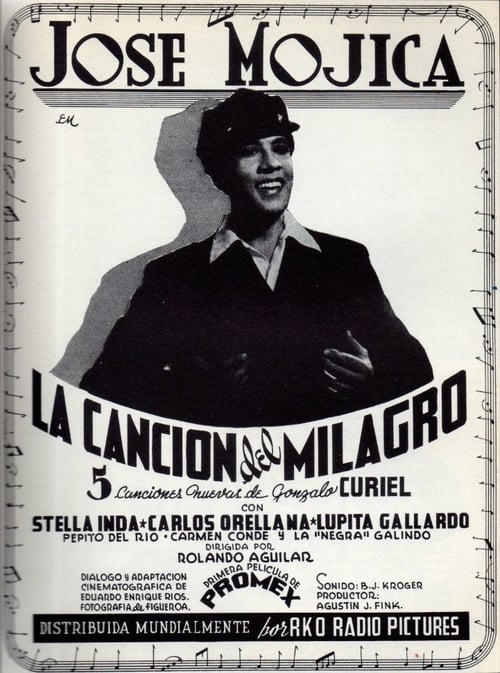 JOSE MOJICA
EM
LA CANCION del MILAGRO
5 Canciones nuevas de Gonzalo CURIEL
CON
STELLA INDA★CARLOS ORELLANA★LUPITA GALLARDO
PEPITO DEL RIO • CARMEN CONDE Y LA "NEGRA" GALINDO
DIRIGIDA POR
ROLANDO AGUILAR
DIALOGO Y ADAPTACION
CINEMATOGRAFICA DE
EDUARDO ENRIQUE RIOS.
FOTOGRAFIA DE FIGUEROA.
PRIMERA PELICULA DE
PROMEX
SONIDO: B.J. KROGER
PRODUCTOR:
AGUSTIN J. FINK.
DISTRIBUIDA MUNDIALMENTE por RKO RADIO PICTURES